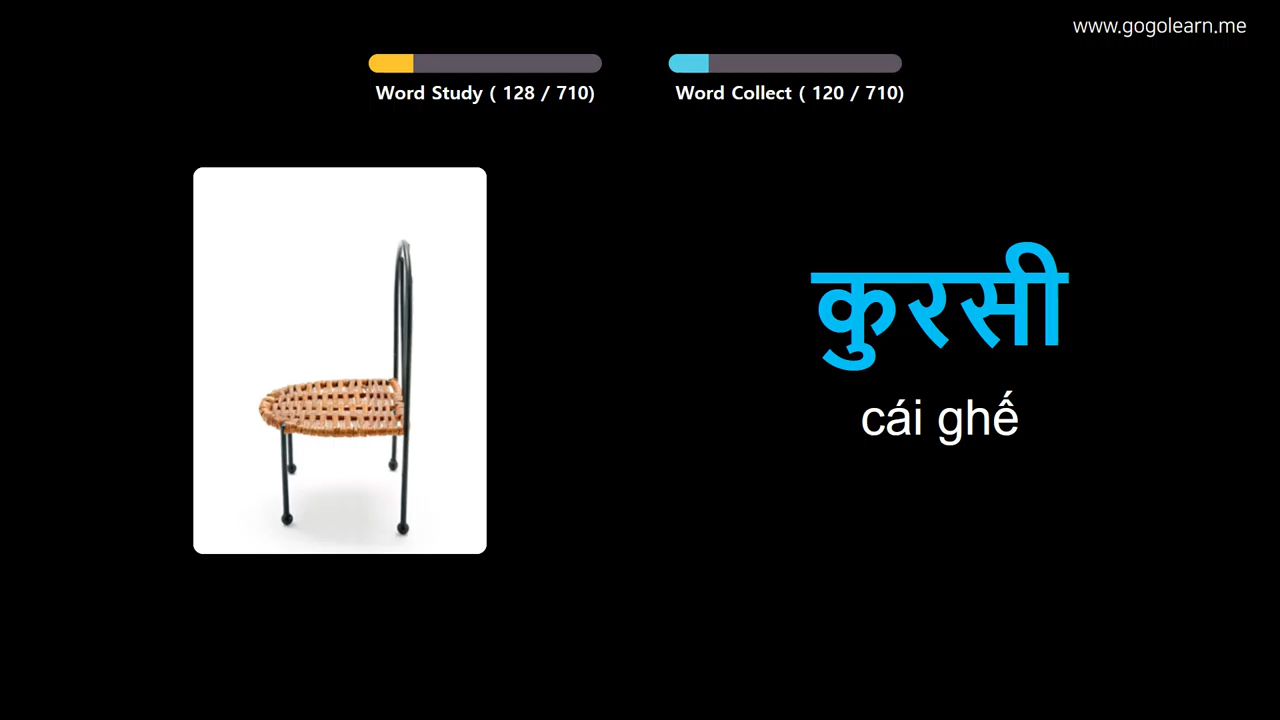 www.gogolearn.me
Word Study ( 128 / 710)
Word Collect ( 120 / 710)
कुरसी
cái ghế